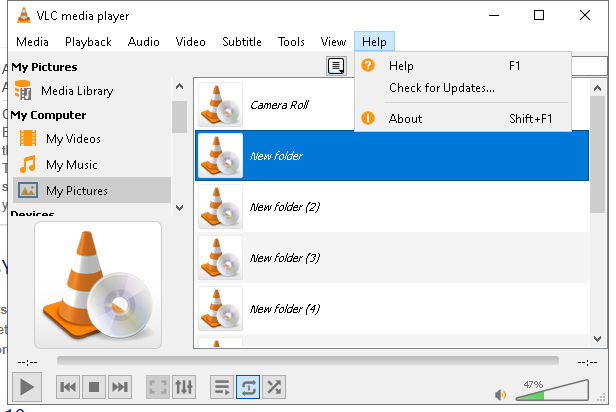 VLC media player
Media Playback Audio Video Subtitle Tools View Help
My Pictures
Media Library
My Computer
My Videos
My Music
My Pictures
Devices
Help F1
Check for Updates...
About Shift+F1
Camera Roll
New folder
New folder (2)
New folder (3)
New folder (4)
--:-- --:--
47%